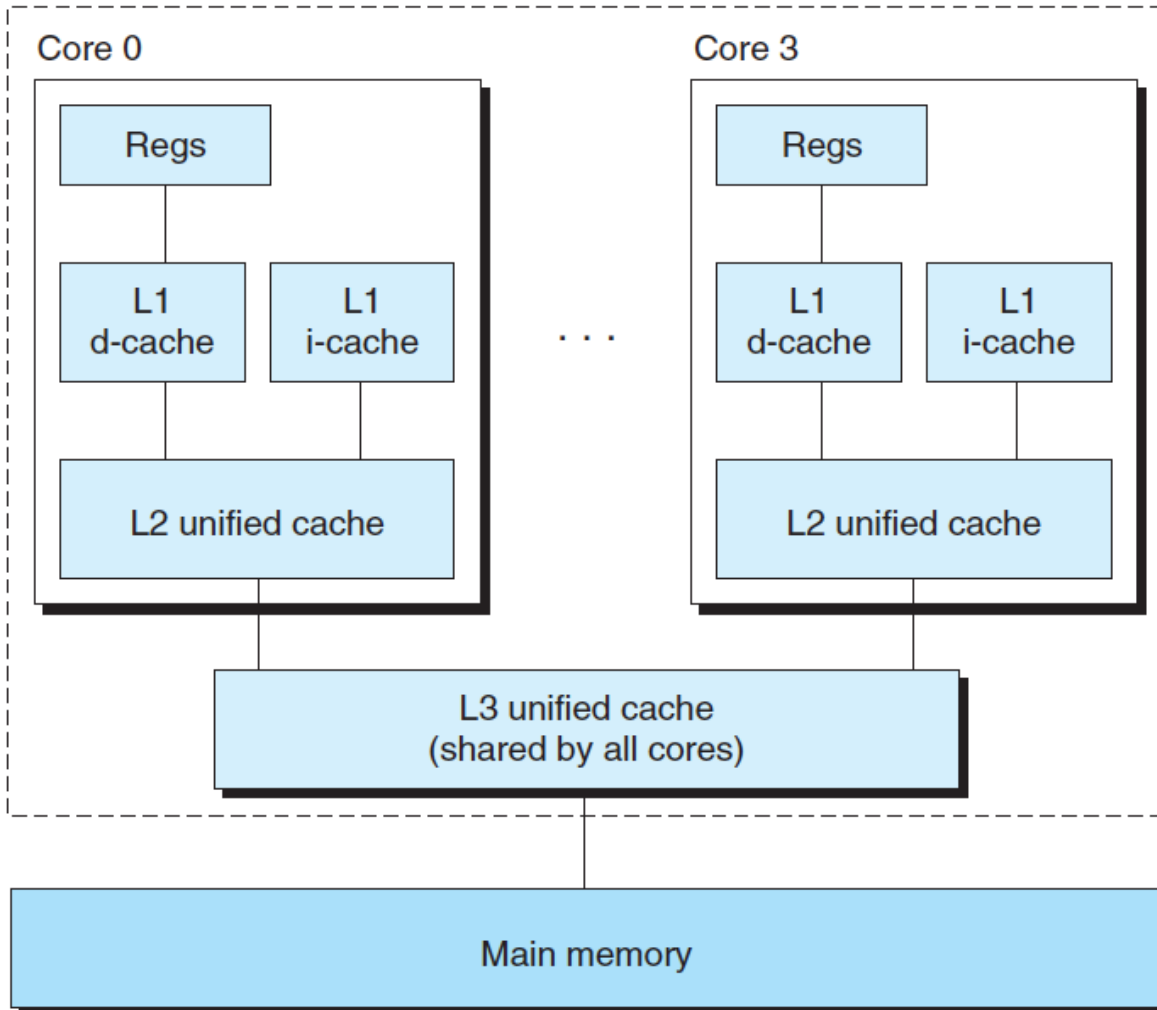 Core 0
Regs
L1
d-cache
L1
i-cache
L2 unified cache
. . .
Core 3
Regs
L1
d-cache
L1
i-cache
L2 unified cache
L3 unified cache
(shared by all cores)
Main memory